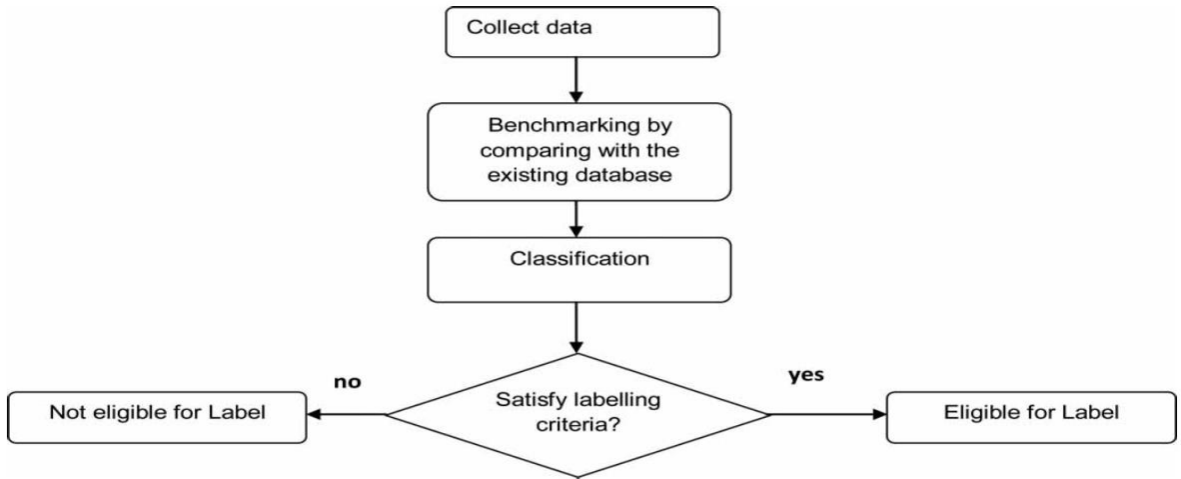 Collect data
Benchmarking by
comparing with the
existing database
Classification
no
yes
Satisfy labelling
criteria?
Not eligible for Label
Eligible for Label